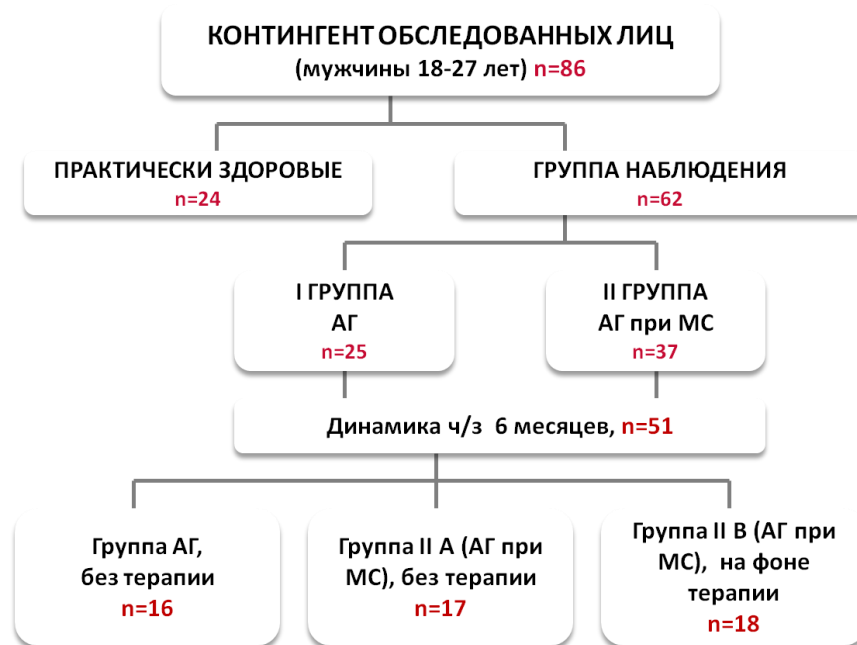 КОНТИНГЕНТ ОБСЛЕДОВАННЫХ ЛИЦ
(мужчины 18-27 лет) n=86
ПРАКТИЧЕСКИ ЗДОРОВЫЕ
n=24
ГРУППА НАБЛЮДЕНИЯ
n=62
I ГРУППА
АГ
n=25
II ГРУППА
АГ при МС
n=37
Динамика ч/з 6 месяцев, n=51
Группа АГ,
без терапии
n=16
Группа II А (АГ при
МС), без терапии
n=17
Группа II В (АГ при
МС), на фоне
терапии
n=18